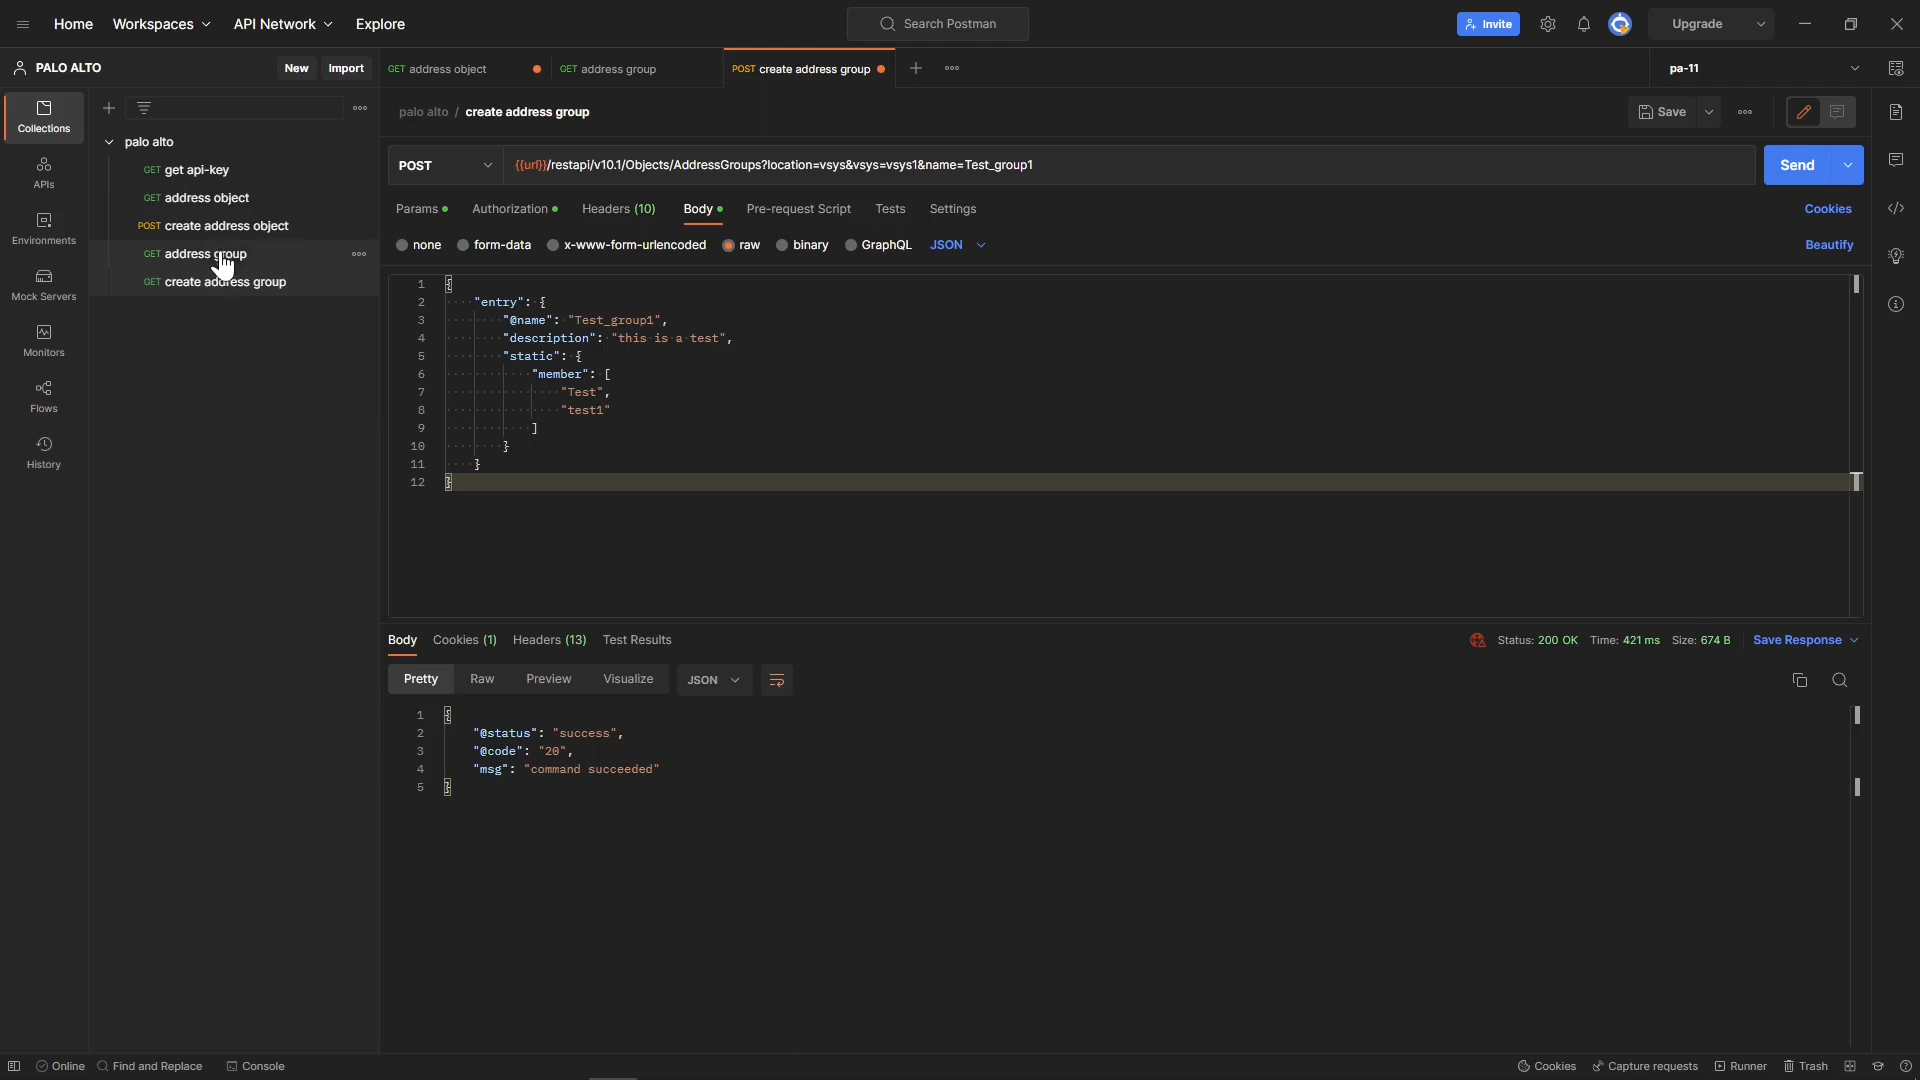 Home Workspaces API Network Explore Search Postman Invite Upgrade
PALO ALTO New Import GET address object GET address group POST create address group pa-11
Collections
APIs
Environments
Mock Servers
Monitors
Flows
History
palo alto
GET get api-key
GET address object
POST create address object
GET address group
GET create address group
palo alto / create address group Save
POST {{url}}/restapi/v10.1/Objects/AddressGroups?location=vsys&vsys=vsys1&name=Test_group1 Send
Params Authorization Headers (10) Body Pre-request Script Tests Settings Cookies
none form-data x-www-form-urlencoded raw binary GraphQL JSON Beautify
1 {
2 "entry": {
3 "@name": "Test_group1",
4 "description": "this is a test",
5 "static": {
6 "member": [
7 "Test",
8 "test1"
9 ]
10 }
11 }
12 }
Body Cookies (1) Headers (13) Test Results Status: 200 OK Time: 421 ms Size: 674 B Save Response
Pretty Raw Preview Visualize JSON
1 {
2 "@status": "success",
3 "@code": "20",
4 "msg": "command succeeded"
5 }
Online Find and Replace Console Cookies Capture requests Runner Trash